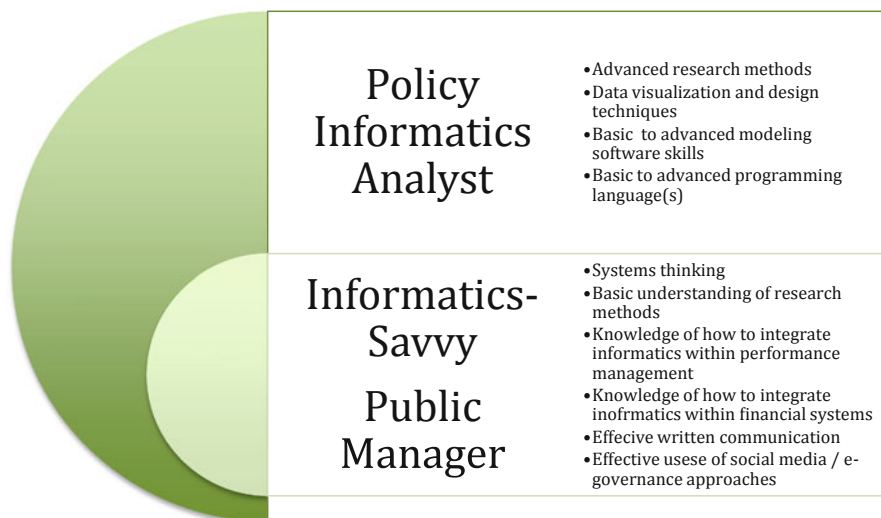 Policy
Informatics
Analyst
•Advanced research methods
•Data visualization and design
techniques
•Basic to advanced modeling
software skills
•Basic to advanced programming
language(s)
Informatics-
Savvy
Public
Manager
•Systems thinking
•Basic understanding of research
methods
•Knowledge of how to integrate
informatics within performance
management
•Knowledge of how to integrate
inofrmatics within financial systems
•Effecive written communication
•Effective usese of social media / e-
governance approaches